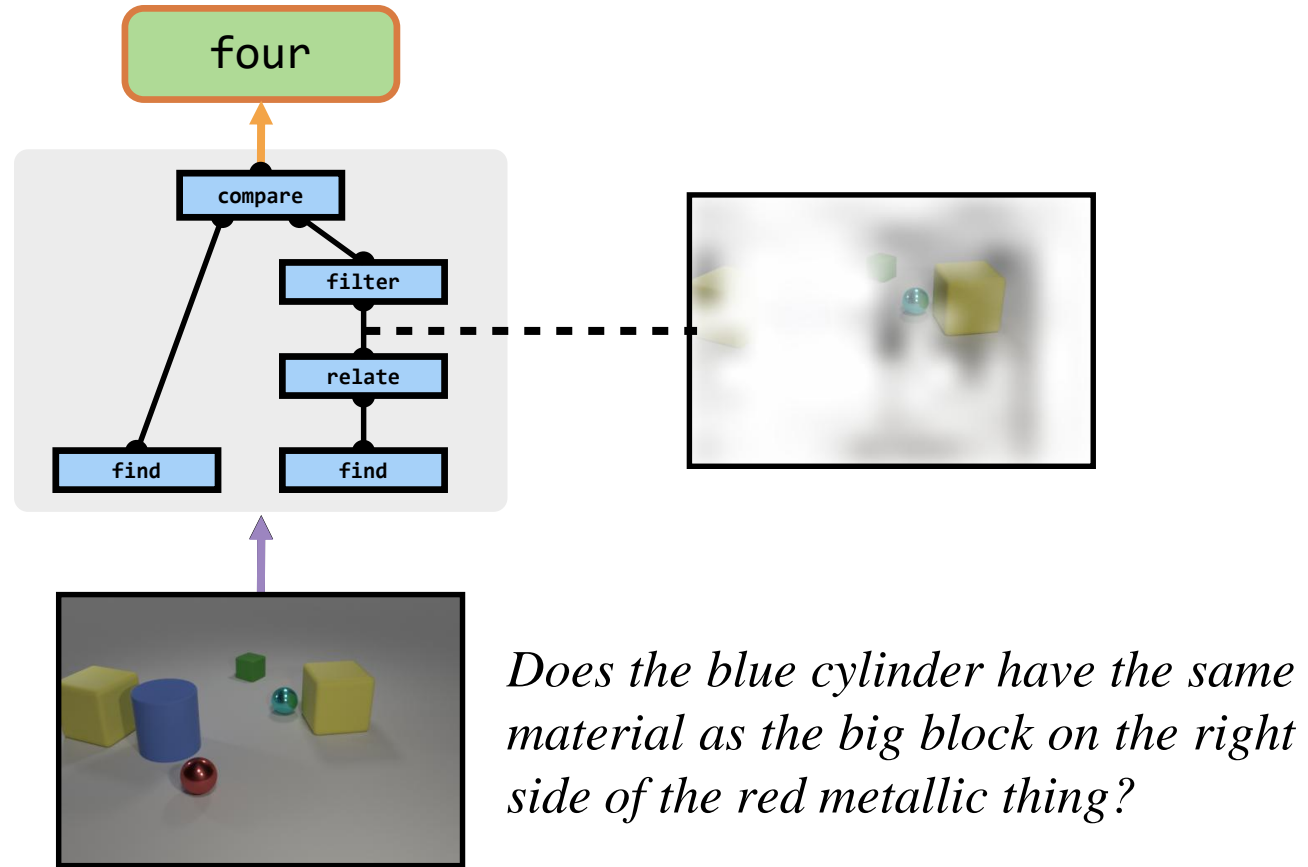 four
compare
filter
relate
find
find
Does the blue cylinder have the same
material as the big block on the right
side of the red metallic thing?